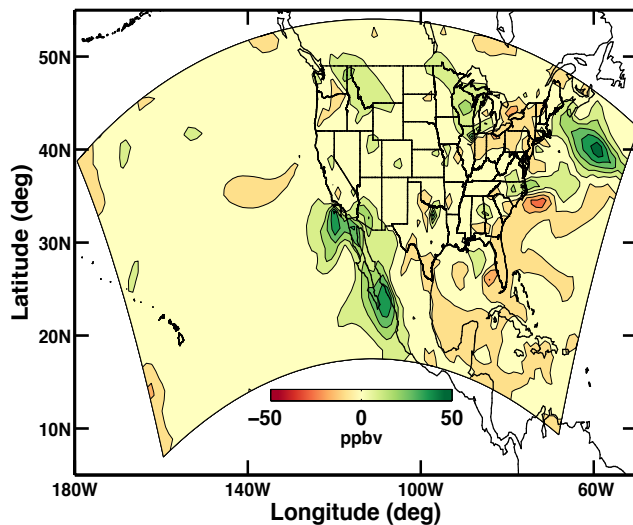 50N
40N
30N
20N
10N
Latitude (deg)
−50 0 50
ppbv
180W 140W 100W 60W
Longitude (deg)